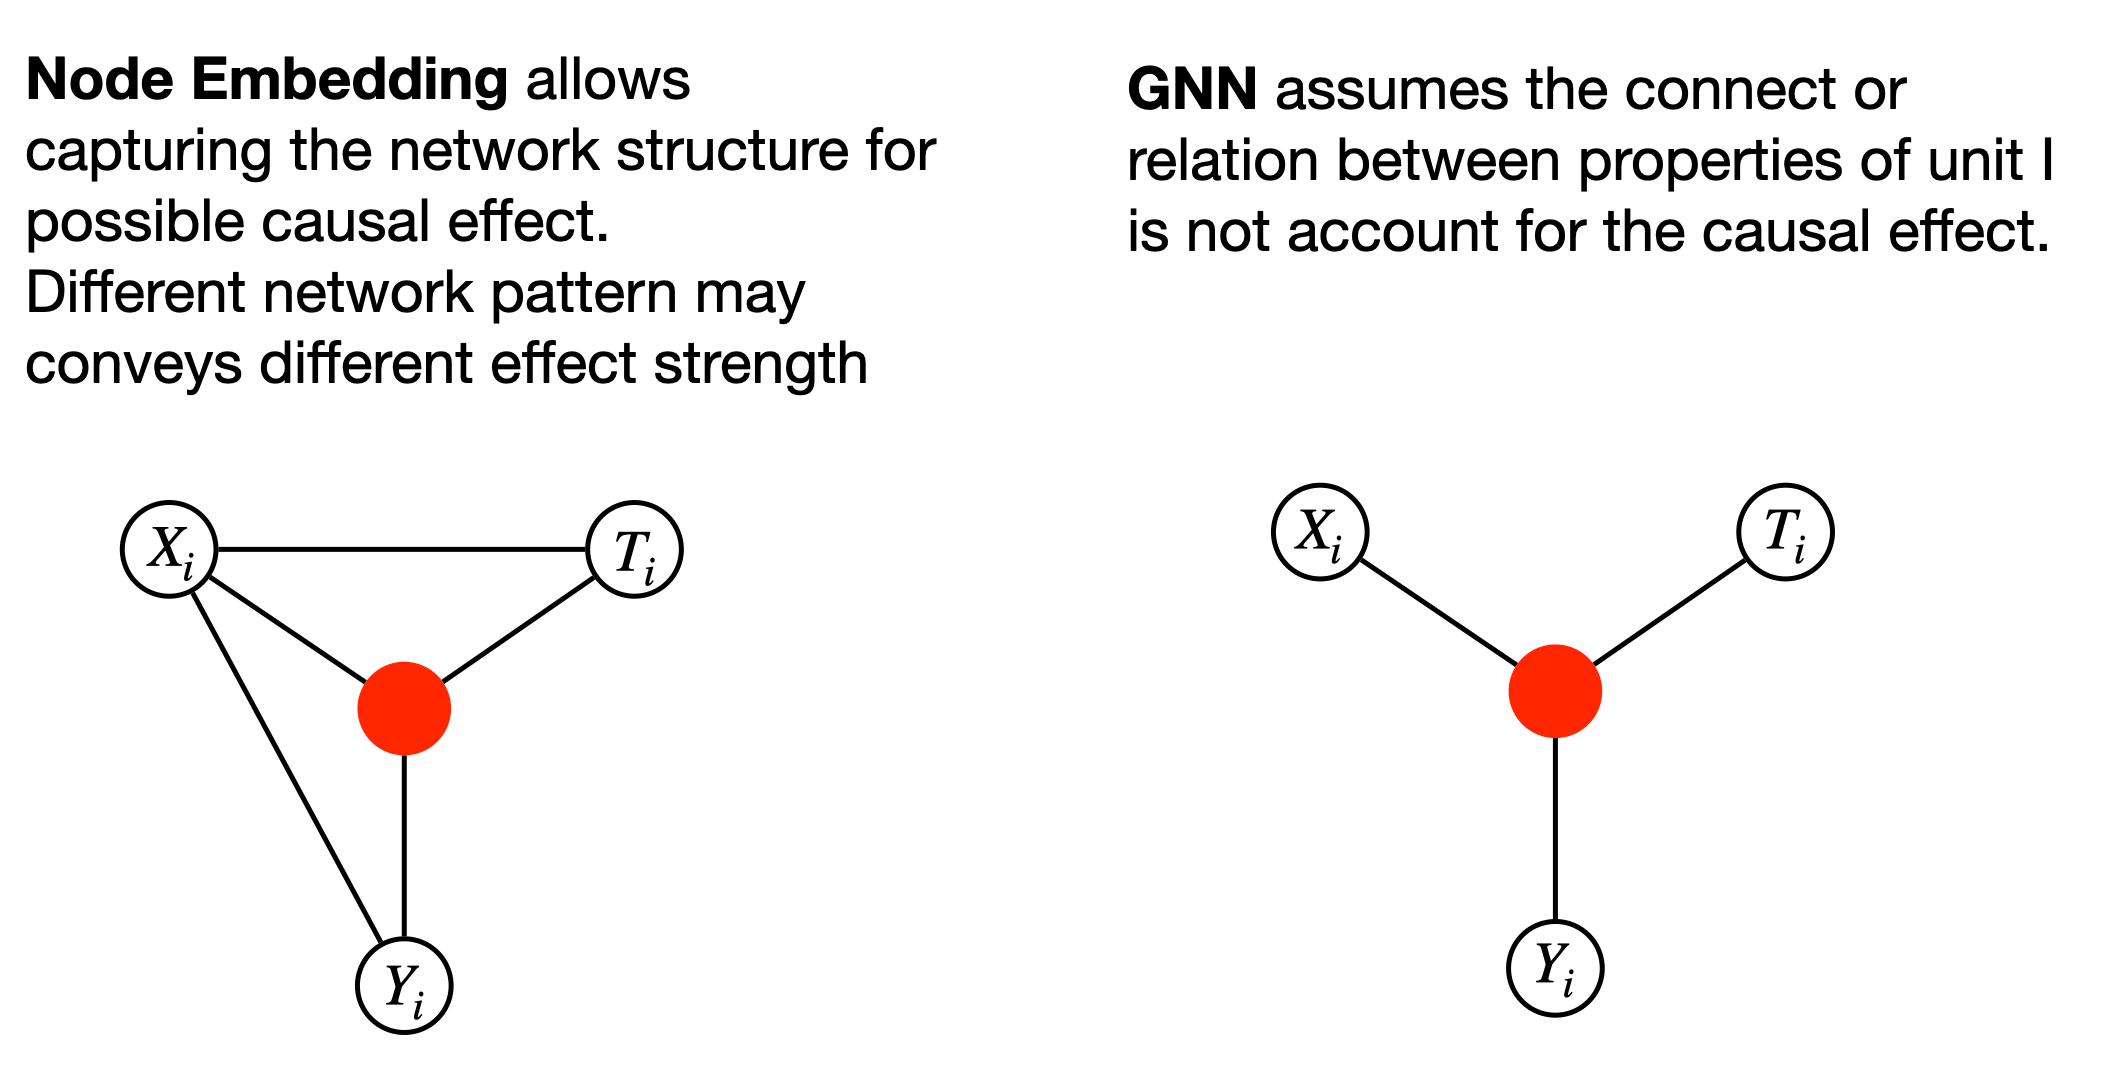 Node Embedding allows
capturing the network structure for
possible causal effect.
Different network pattern may
conveys different effect strength
GNN assumes the connect or
relation between properties of unit I
is not account for the causal effect.
X_i
T_i
Y_i
X_i
T_i
Y_i